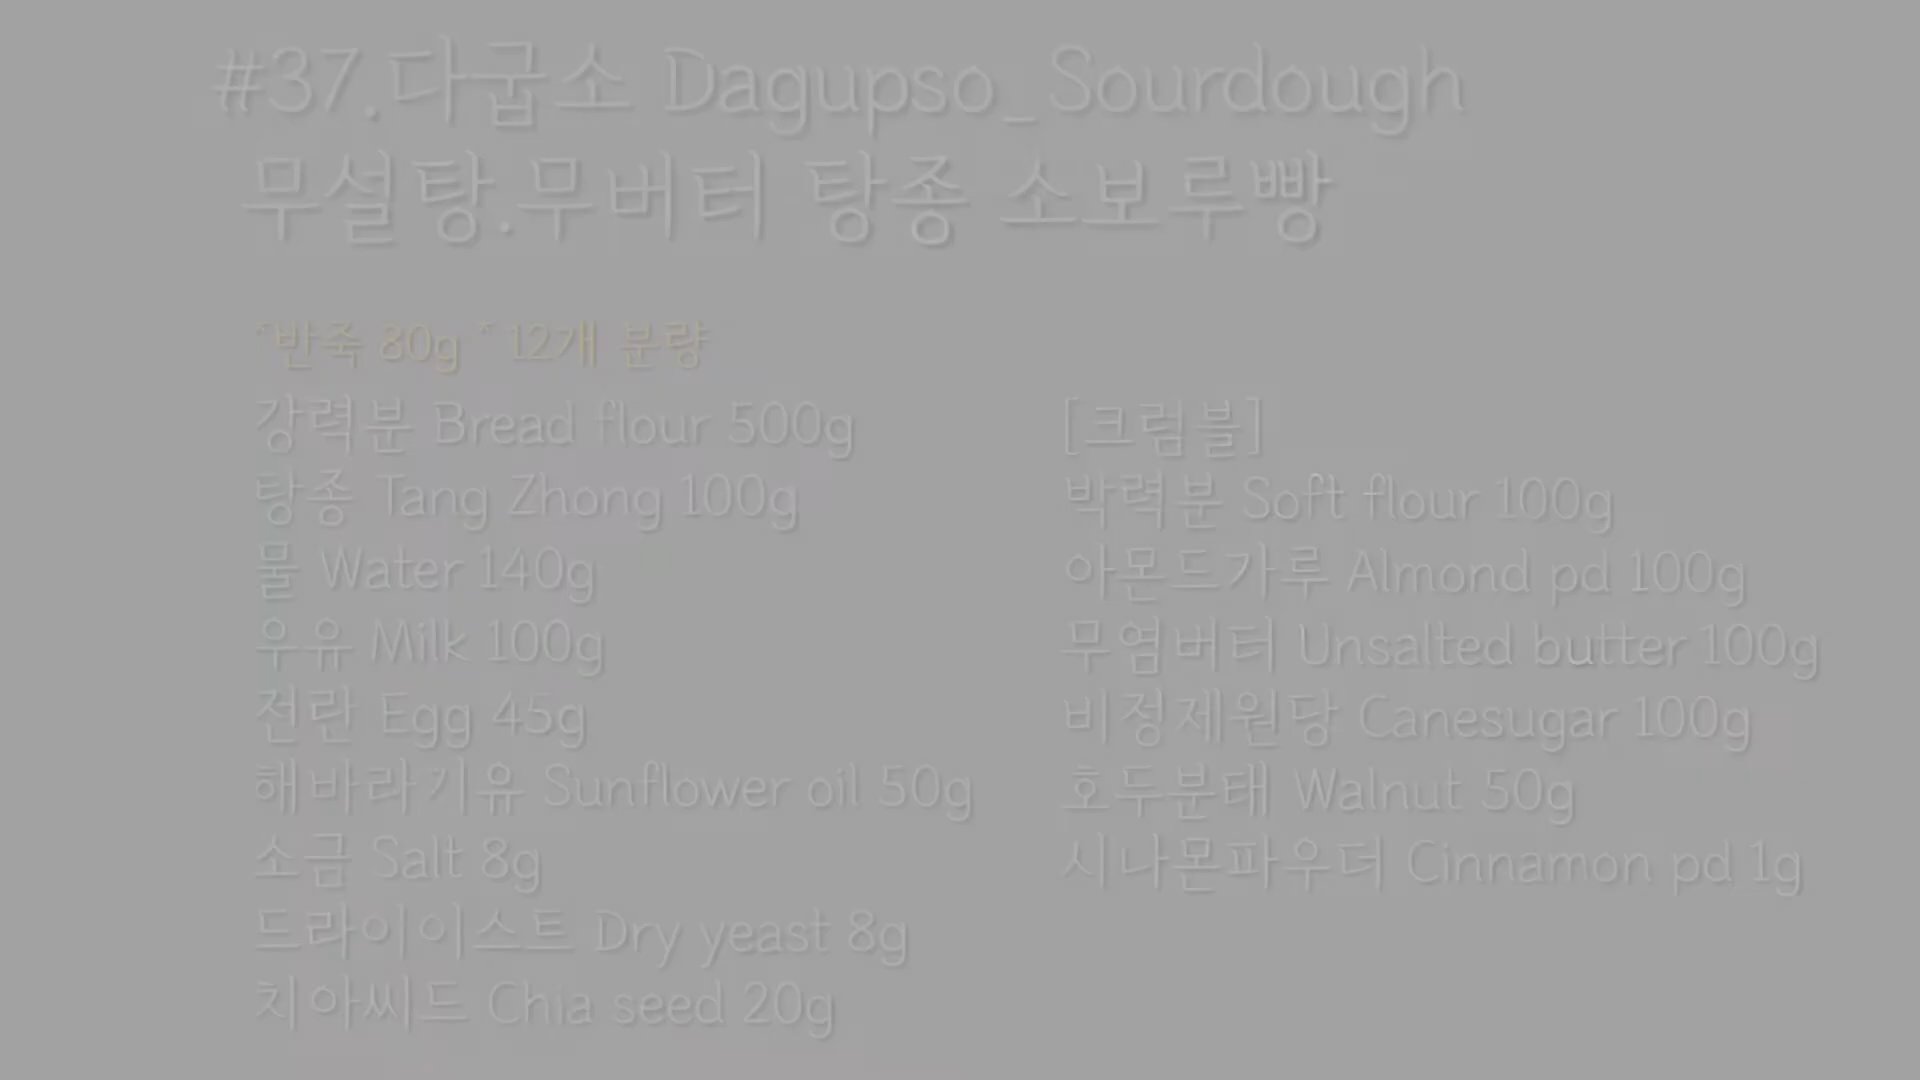 #37.다굽소 Dagupso_Sourdough
무설탕.무버터 탕종 소보루빵
*반죽 80g * 12개 분량
강력분 Bread flour 500g
탕종 Tang Zhong 100g
물 Water 140g
우유 Milk 100g
전란 Egg 45g
해바라기유 Sunflower oil 50g
소금 Salt 8g
드라이이스트 Dry yeast 8g
치아씨드 Chia seed 20g
[크럼블]
박력분 Soft flour 100g
아몬드가루 Almond pd 100g
무염버터 Unsalted butter 100g
비정제원당 Canesugar 100g
호두분태 Walnut 50g
시나몬파우더 Cinnamon pd 1g